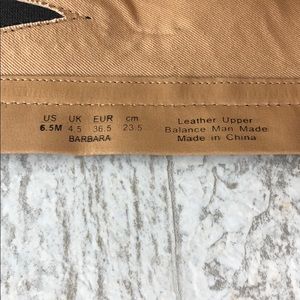 US UK EUR cm
6.5M 4.5 36.5 23.5
BARBARA
Leather Upper
Balance Man Made
Made in China